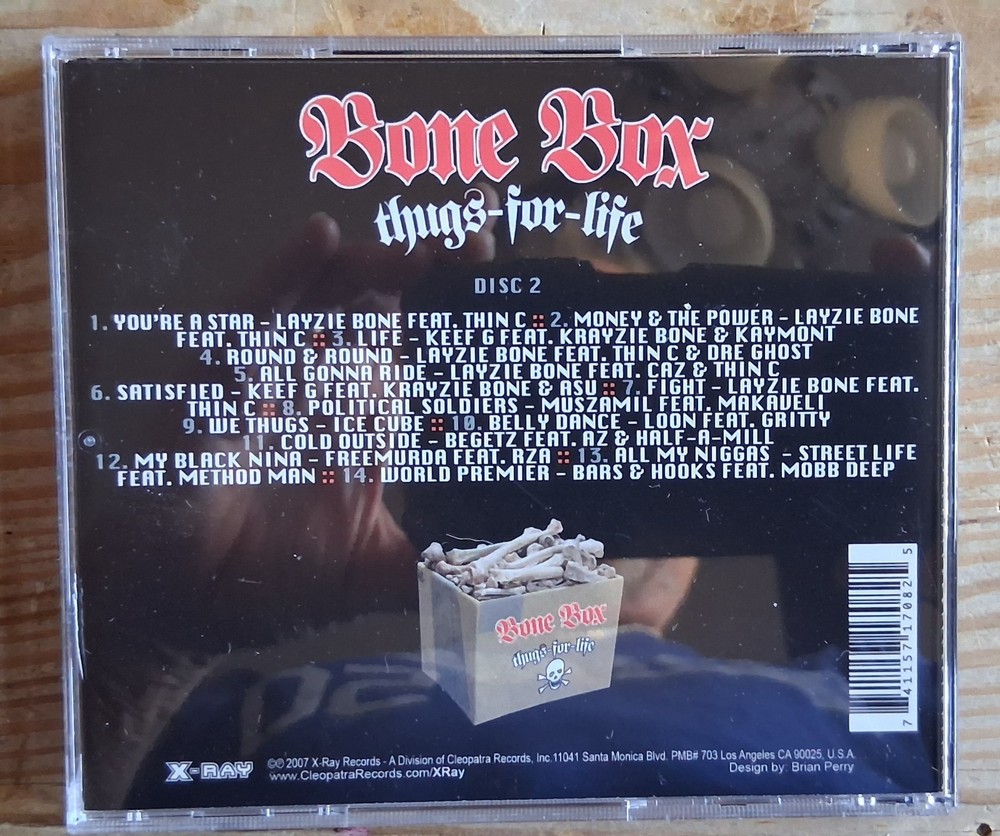 Bone Box
thugs-for-life
DISC 2
1. YOU'RE A STAR - LAYZIE BONE FEAT. THIN C :: 2. MONEY & THE POWER - LAYZIE BONE
FEAT. THIN C :: 3. LIFE - KEEF G FEAT. KRAYZIE BONE & KAYMONT
4. ROUND & ROUND - LAYZIE BONE FEAT. THIN C & DRE GHOST
5. ALL GONNA RIDE - LAYZIE BONE FEAT. CAZ & THIN C
6. SATISFIED - KEEF G FEAT. KRAYZIE BONE & ASU :: 7. FIGHT - LAYZIE BONE FEAT.
THIN C :: 8. POLITICAL SOLDIERS - MUSZAMIL FEAT. MAKAVELI
9. WE THUGS - ICE CUBE :: 10. BELLY DANCE - LOON FEAT. GRITTY
11. COLD OUTSIDE - BEGETZ FEAT. AZ & HALF-A-MILL
12. MY BLACK NINA - FREEMURDA FEAT. RZA :: 13. ALL MY NIGGAS - STREET LIFE
FEAT. METHOD MAN :: 14. WORLD PREMIER - BARS & HOOKS FEAT. MOBB DEEP
Bone Box
thugs-for-life
7 41157 17082 5
X-RAY
©℗ 2007 X-Ray Records - A Division of Cleopatra Records, Inc. 11041 Santa Monica Blvd. PMB# 703 Los Angeles CA 90025, U.S.A.
www.CleopatraRecords.com/XRay
Design by: Brian Perry